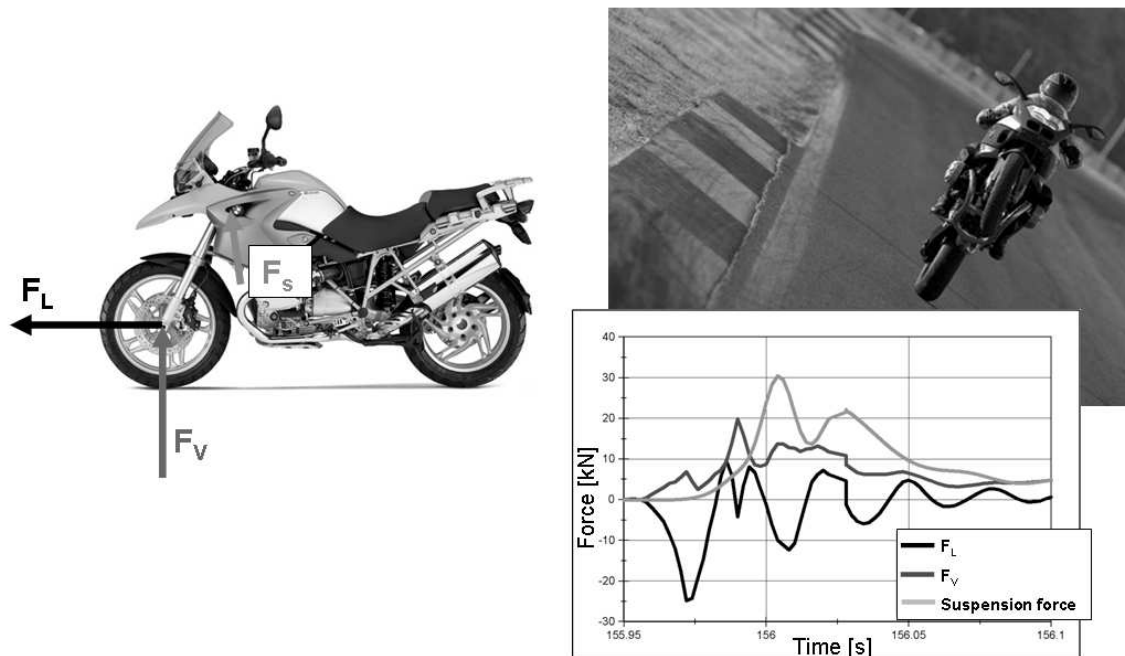 F_L
F_S
F_V
Force [kN]
40
30
20
10
0
-10
-20
-30
155.95
156
156.05
156.1
Time [s]
F_L
F_V
Suspension force